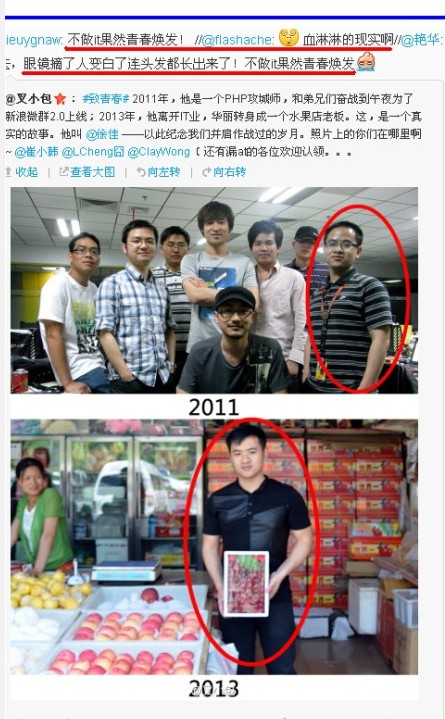 ieuygnaw: 不做it果然青春焕发！ //@flashache: 血淋淋的现实啊//@艳华:
眼镜摘了人变白了连头发都长出来了！不做it果然青春焕发
@叉小包: #致青春# 2011年，他是一个PHP攻城师，和弟兄们奋战到午夜为了
新浪微群2.0上线；2013年，他离开IT业，华丽转身成一个水果店老板。这，是一个真
实的故事。他叫 @徐佳 ——以此纪念我们并肩作战过的岁月。照片上的你们在哪里啊
~ @崔小韩 @LCheng囧 @ClayWong （ 还有漏at的各位欢迎认领。。。
收起 | 查看大图 | 向左转 | 向右转
2011
2013